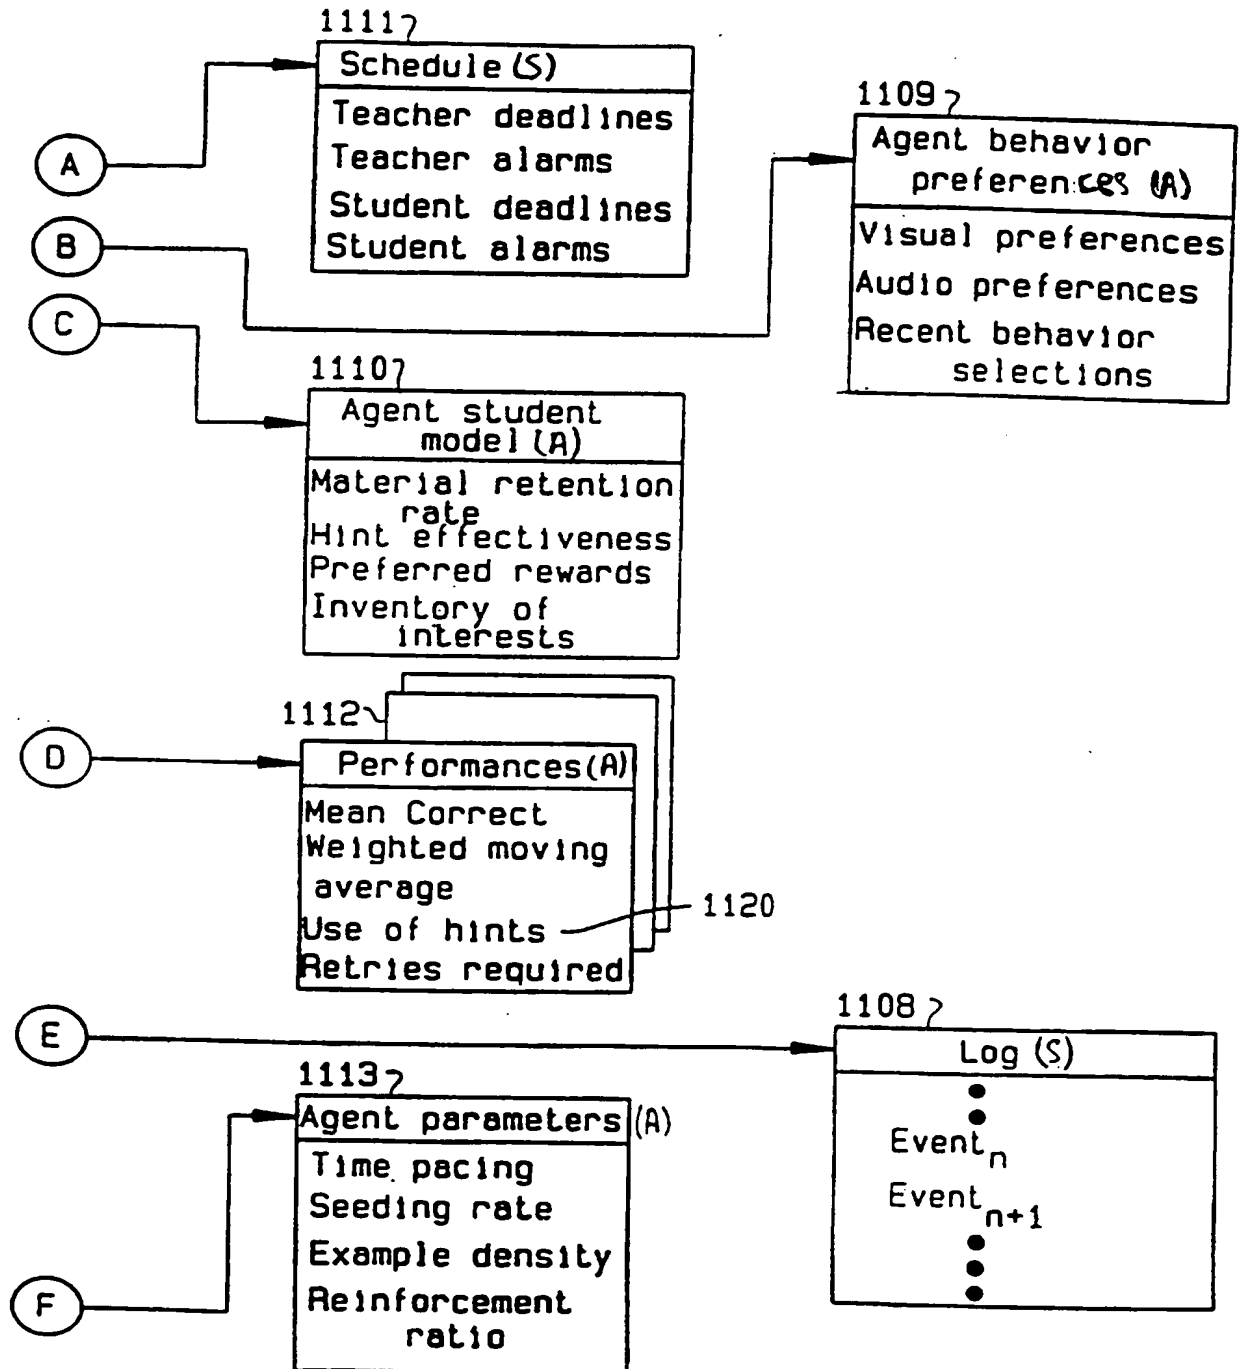 1111
Schedule (S)
Teacher deadlines
Teacher alarms
Student deadlines
Student alarms
A
B
C
1109
Agent behavior
preferences (A)
Visual preferences
Audio preferences
Recent behavior
selections
1110
Agent student
model (A)
Material retention
rate
Hint effectiveness
Preferred rewards
Inventory of
interests
D
1112
Performances (A)
Mean Correct
Weighted moving
average
Use of hints
1120
Retries required
E
1108
Log (S)
Event n
Event n+1
1113
Agent parameters (A)
Time pacing
Seeding rate
Example density
Reinforcement
ratio
F